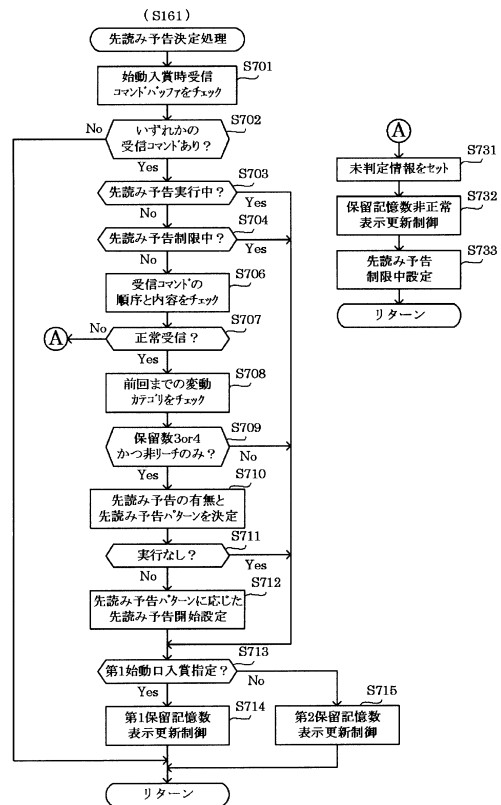 (S161)
先読み予告決定処理
S701
始動入賞時受信
コマンドバッファをチェック
S702
No
いずれかの
受信コマンドあり?
Yes
S703
先読み予告実行中?
Yes
No
S704
先読み予告制限中?
Yes
No
S706
受信コマンドの
順序と内容をチェック
S707
A
No
正常受信?
Yes
S708
前回までの変動
カテゴリをチェック
S709
保留数3or4
かつ非リーチのみ?
No
Yes
S710
先読み予告の有無と
先読み予告パターンを決定
S711
実行なし?
Yes
No
S712
先読み予告パターンに応じた
先読み予告開始設定
S713
第1始動口入賞指定?
No
Yes
S714
第1保留記憶数
表示更新制御
S715
第2保留記憶数
表示更新制御
リターン
A
S731
未判定情報をセット
S732
保留記憶数非正常
表示更新制御
S733
先読み予告
制限中設定
リターン